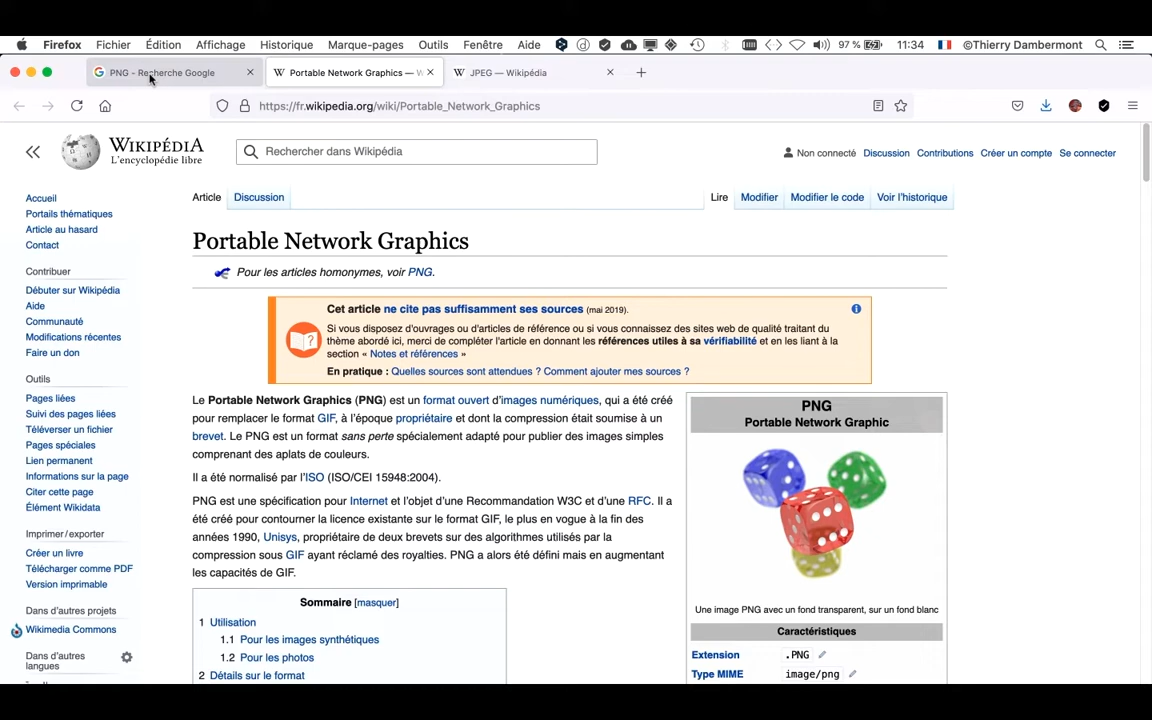 Firefox Fichier Édition Affichage Historique Marque-pages Outils Fenêtre Aide 97 % 11:34 ©Thierry Dambermont
PNG - Recherche Google
Portable Network Graphics — W
JPEG — Wikipédia
https://fr.wikipedia.org/wiki/Portable_Network_Graphics
WIKIPÉDIA
L'encyclopédie libre
Rechercher dans Wikipédia
Non connecté Discussion Contributions Créer un compte Se connecter
Accueil
Portails thématiques
Article au hasard
Contact
Contribuer
Débuter sur Wikipédia
Aide
Communauté
Modifications récentes
Faire un don
Outils
Pages liées
Suivi des pages liées
Téléverser un fichier
Pages spéciales
Lien permanent
Informations sur la page
Citer cette page
Élément Wikidata
Imprimer / exporter
Créer un livre
Télécharger comme PDF
Version imprimable
Dans d'autres projets
Wikimedia Commons
Dans d'autres
langues
Article Discussion Lire Modifier Modifier le code Voir l'historique
Portable Network Graphics
Pour les articles homonymes, voir PNG.
Cet article ne cite pas suffisamment ses sources (mai 2019).
Si vous disposez d'ouvrages ou d'articles de référence ou si vous connaissez des sites web de qualité traitant du
thème abordé ici, merci de compléter l'article en donnant les références utiles à sa vérifiabilité et en les liant à la
section « Notes et références »
En pratique : Quelles sources sont attendues ? Comment ajouter mes sources ?
Le Portable Network Graphics (PNG) est un format ouvert d'images numériques, qui a été créé
pour remplacer le format GIF, à l'époque propriétaire et dont la compression était soumise à un
brevet. Le PNG est un format sans perte spécialement adapté pour publier des images simples
comprenant des aplats de couleurs.
Il a été normalisé par l'ISO (ISO/CEI 15948:2004).
PNG est une spécification pour Internet et l'objet d'une Recommandation W3C et d'une RFC. Il a
été créé pour contourner la licence existante sur le format GIF, le plus en vogue à la fin des
années 1990, Unisys, propriétaire de deux brevets sur des algorithmes utilisés par la
compression sous GIF ayant réclamé des royalties. PNG a alors été défini mais en augmentant
les capacités de GIF.
Sommaire [masquer]
1 Utilisation
1.1 Pour les images synthétiques
1.2 Pour les photos
2 Détails sur le format
PNG
Portable Network Graphic
Une image PNG avec un fond transparent, sur un fond blanc
Caractéristiques
Extension .PNG
Type MIME image/png